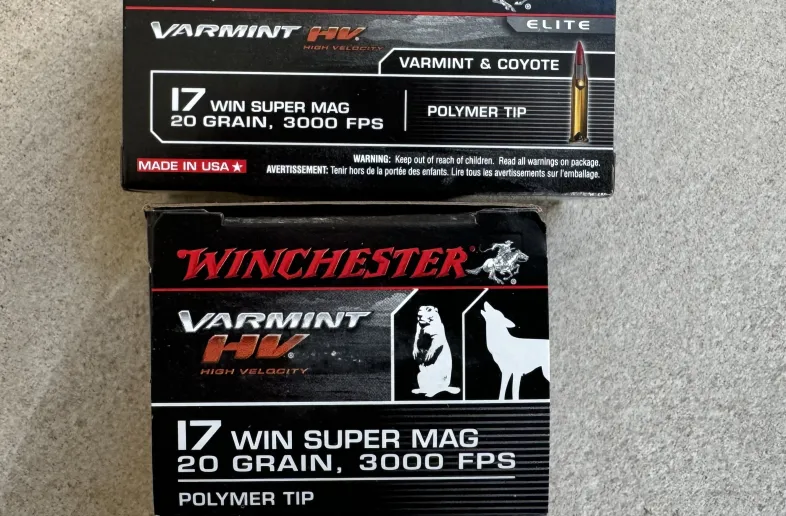 ELITE
VARMINT HV®
HIGH VELOCITY
VARMINT & COYOTE
17 WIN SUPER MAG
20 GRAIN, 3000 FPS
POLYMER TIP
MADE IN USA
WARNING: Keep out of reach of children. Read all warnings on package.
AVERTISSEMENT: Tenir hors de la portée des enfants. Lire tous les avertissements sur l'emballage.
WINCHESTER®
VARMINT
HV®
HIGH VELOCITY
17 WIN SUPER MAG
20 GRAIN, 3000 FPS
POLYMER TIP